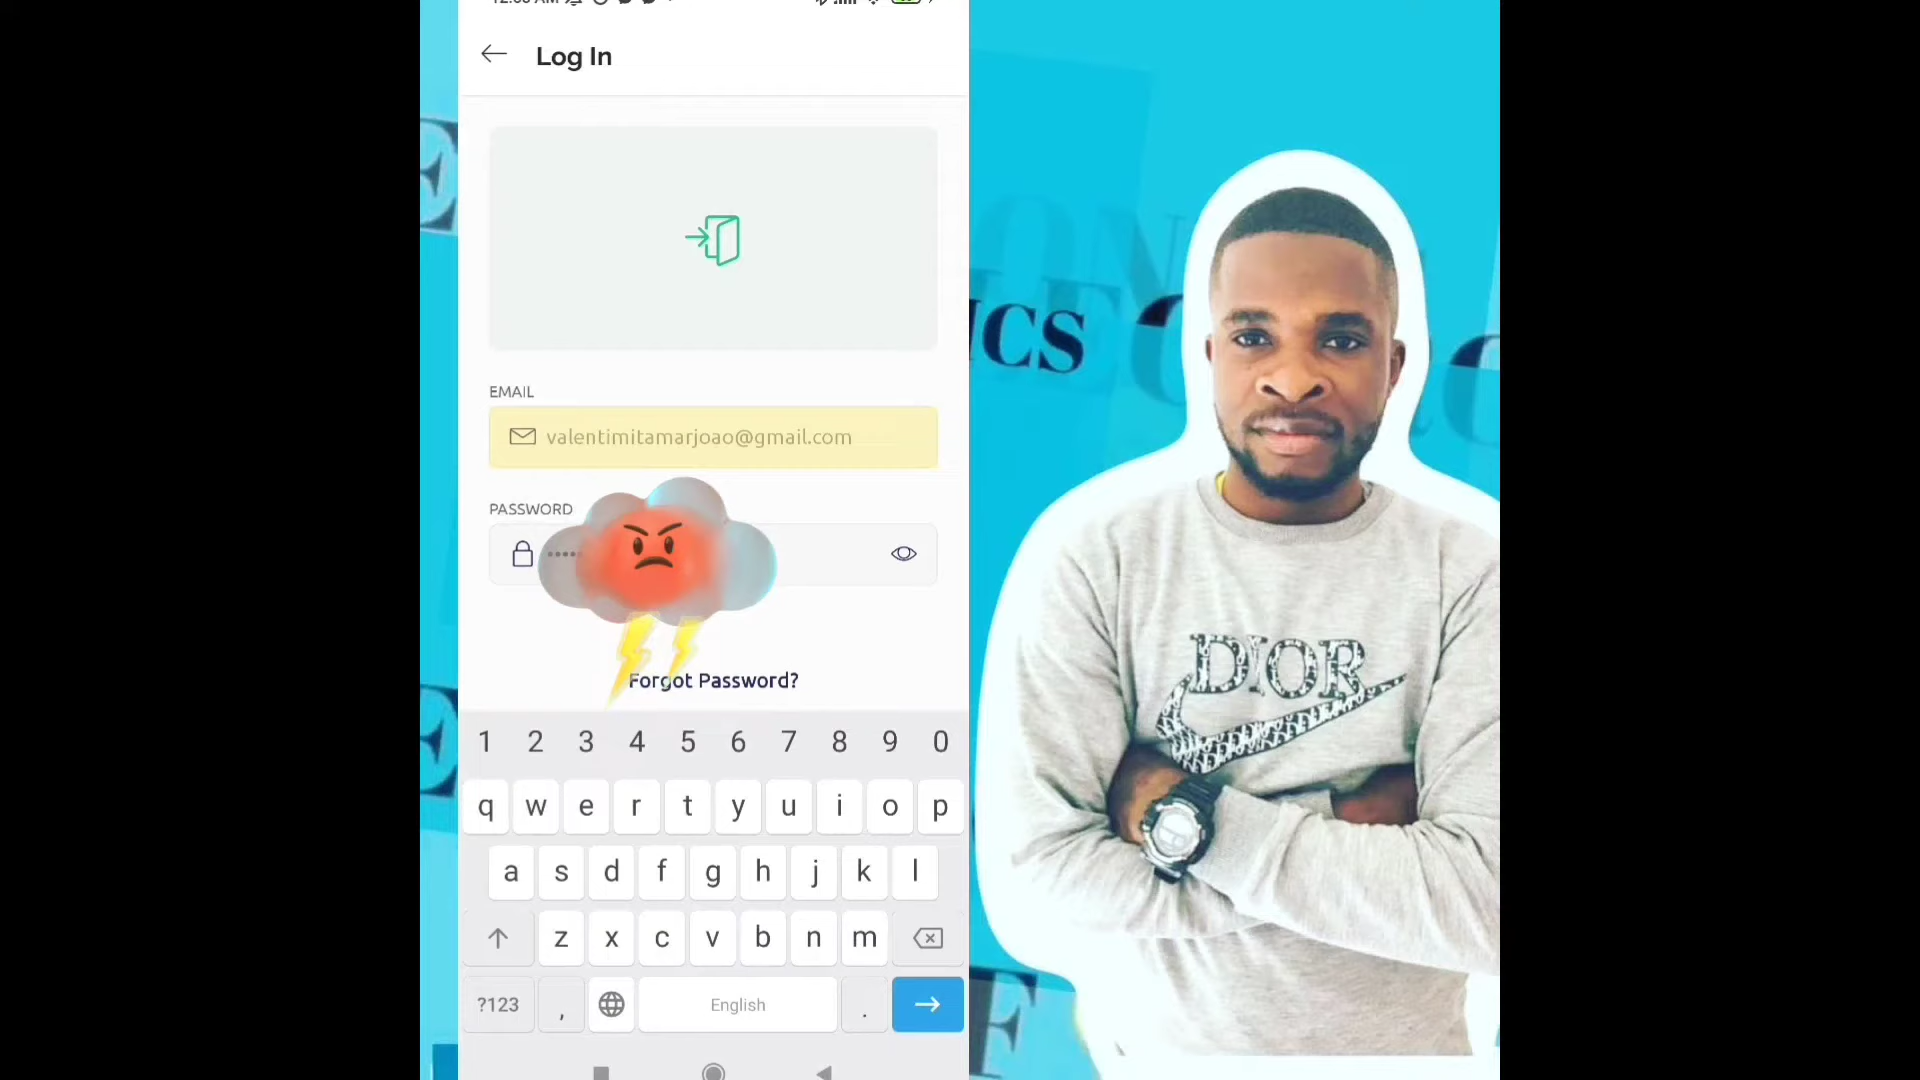 Log In
EMAIL
valentimitamarjoao@gmail.com
PASSWORD
Forgot Password?
1 2 3 4 5 6 7 8 9 0
q w e r t y u i o p
a s d f g h j k l
z x c v b n m
?123 , English .
ICS
DIOR